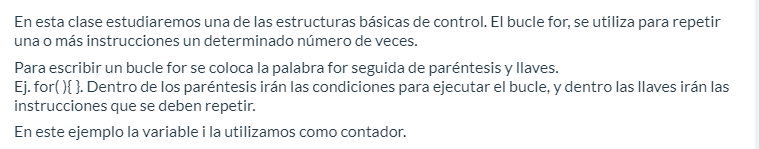 En esta clase estudiaremos una de las estructuras básicas de control. El bucle for, se utiliza para repetir
una o más instrucciones un determinado número de veces.
Para escribir un bucle for se coloca la palabra for seguida de paréntesis y llaves.
Ej. for( ){ }. Dentro de los paréntesis irán las condiciones para ejecutar el bucle, y dentro las llaves irán las
instrucciones que se deben repetir.
En este ejemplo la variable i la utilizamos como contador.